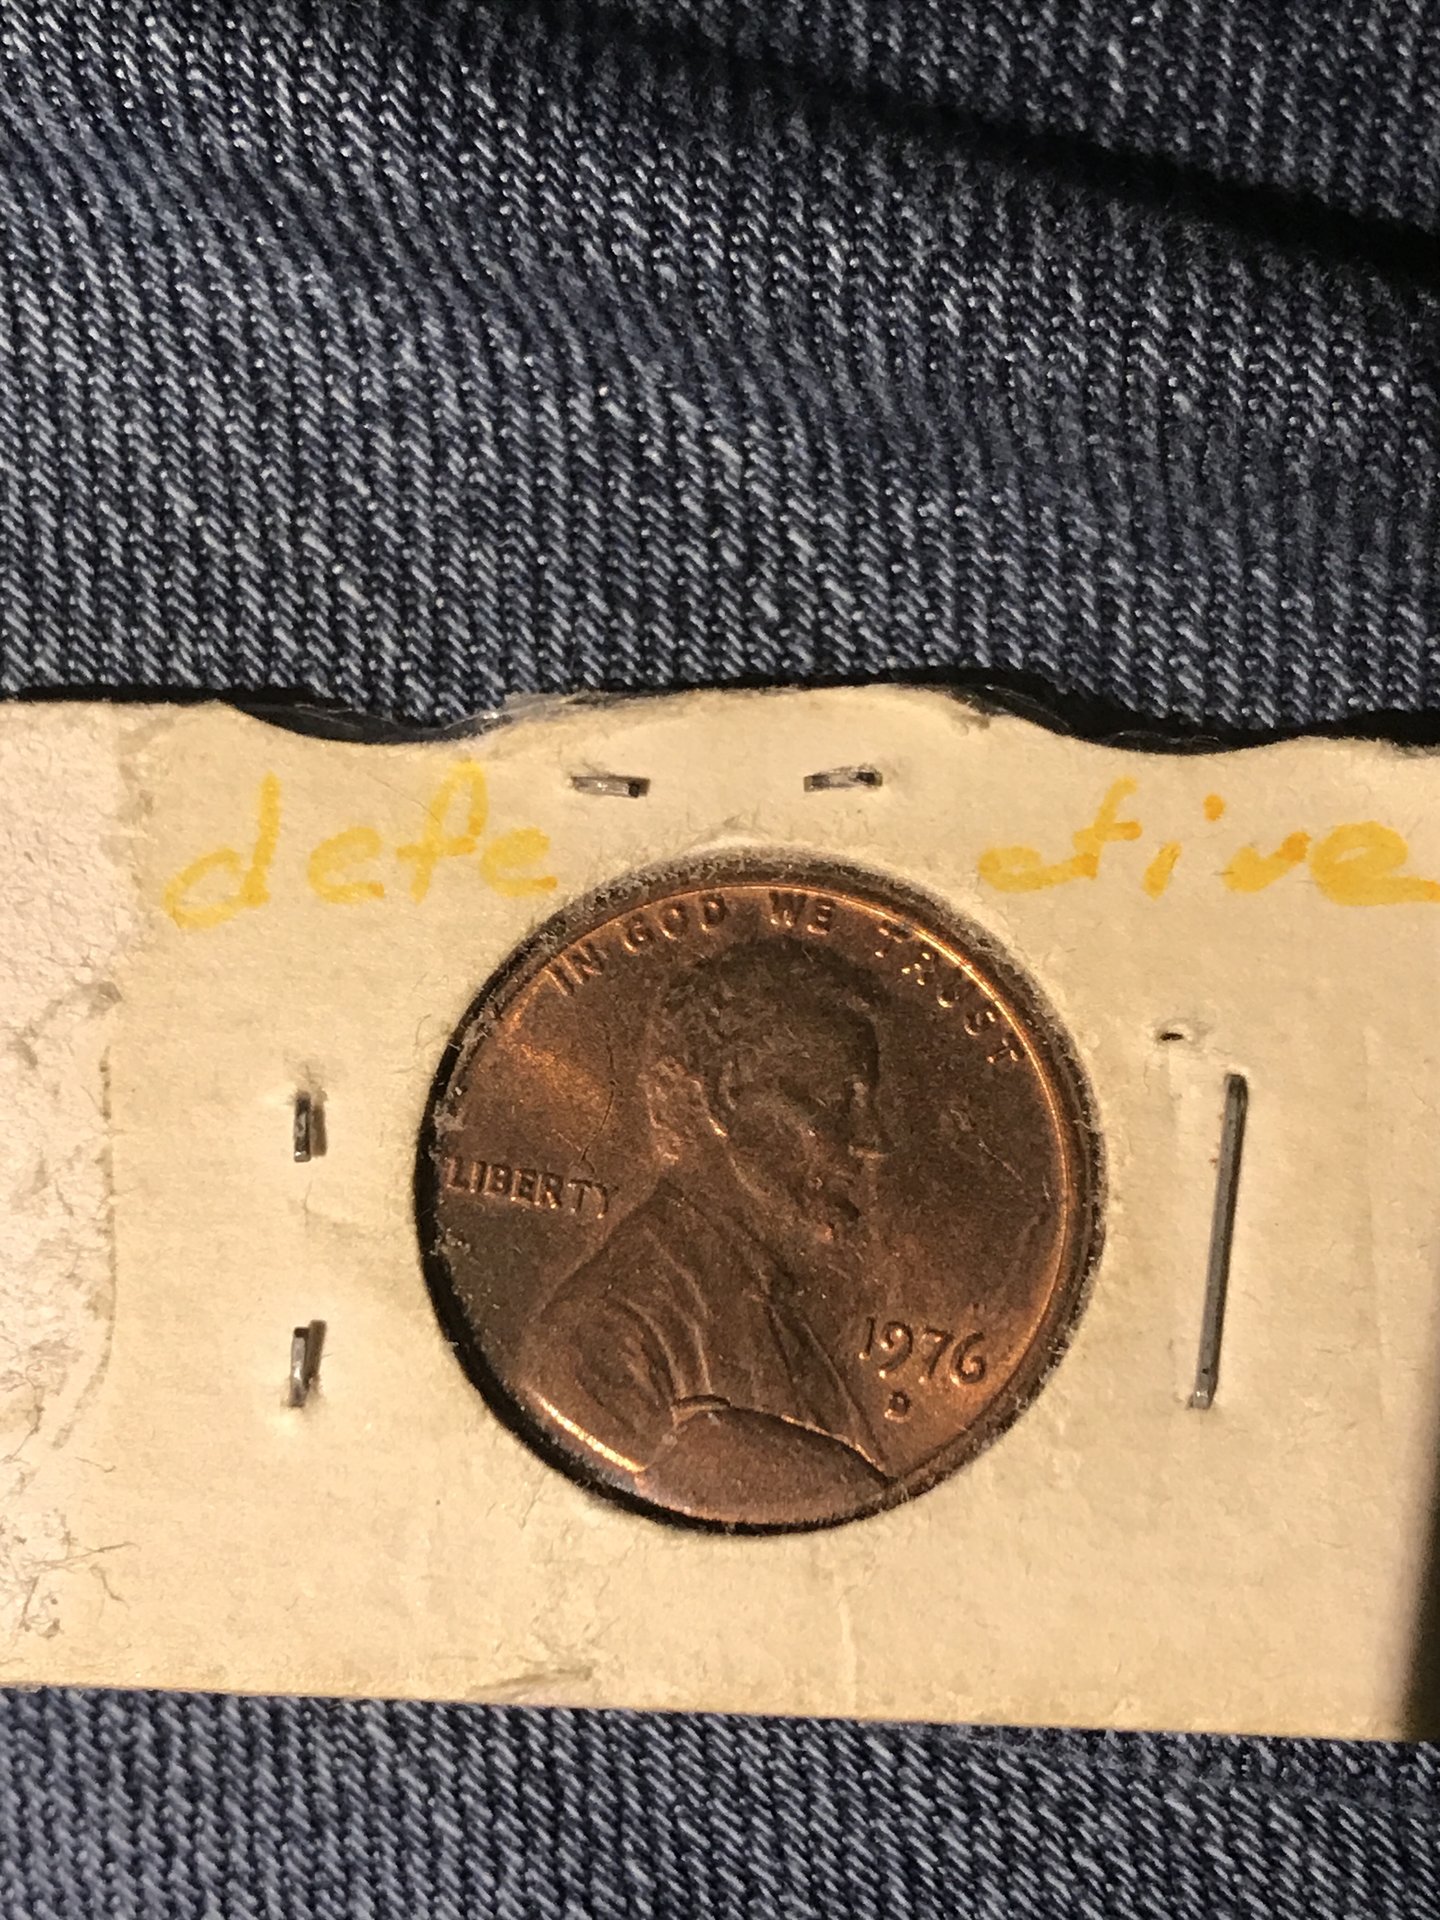 defe ctive
IN GOD WE TRUST
LIBERTY
1976
D